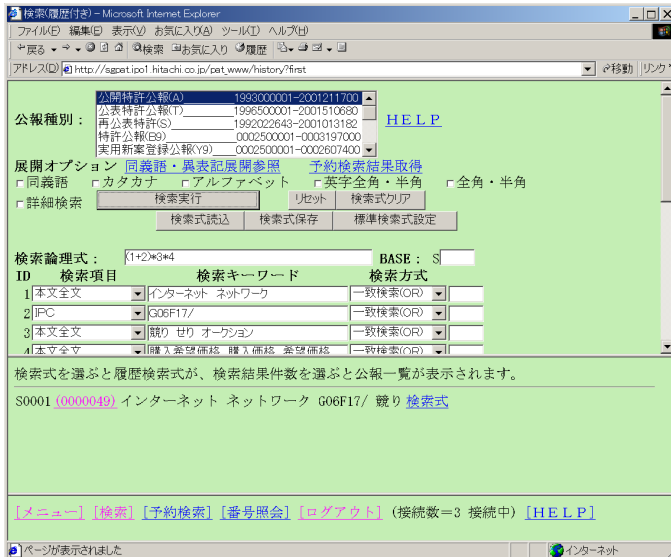 検索(履歴付き) - Microsoft Internet Explorer
ファイル(F) 編集(E) 表示(V) お気に入り(A) ツール(T) ヘルプ(H)
戻る 検索 お気に入り 履歴
アドレス(D) http://sgpat.ipo1.hitachi.co.jp/pat_www/history?first 移動 リンク
公報種別：
公開特許公報(A)______1993000001-2001211700
公表特許公報(T)______1996500001-2001510680
再公表特許(S)______1992022643-2001013182
特許公報(B9)______0002500001-0003197000
実用新案登録公報(Y9)____0002500001-0002607400
ＨＥＬＰ
展開オプション 同義語・異表記展開参照 予約検索結果取得
同義語 カタカナ アルファベット 英字全角・半角 全角・半角
詳細検索 検索実行 リセット 検索式クリア
検索式読込 検索式保存 標準検索式設定
検索論理式： (1+2)*3*4 BASE： S
ID 検索項目 検索キーワード 検索方式
1 本文全文 インターネット ネットワーク 一致検索(OR)
2 IPC G06F17/ 一致検索(OR)
3 本文全文 競り せり オークション 一致検索(OR)
4 本文全文 購入希望価格 購入価格 希望価格 一致検索(OR)
検索式を選ぶと履歴検索式が、検索結果件数を選ぶと公報一覧が表示されます。
S0001 (0000049) インターネット ネットワーク G06F17/ 競り 検索式
[メニュー] [検索] [予約検索] [番号照会] [ログアウト] (接続数＝3 接続中) [ＨＥＬＰ]
ページが表示されました インターネット